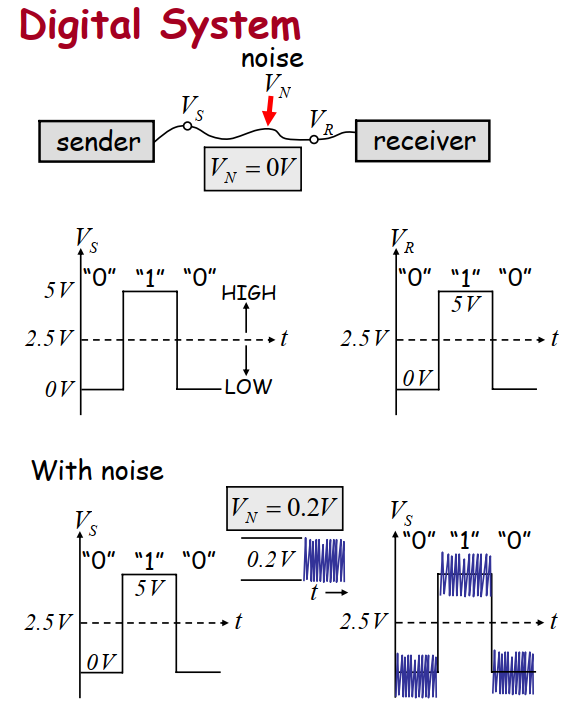 Digital System
noise
V_N
V_S
V_R
sender
receiver
V_N = 0V
V_S
"0" "1" "0"
5V
HIGH
2.5V
t
0V
LOW
V_R
"0" "1" "0"
5V
2.5V
t
0V
With noise
V_N = 0.2V
V_S
"0" "1" "0"
5V
2.5V
t
0V
0.2V
t
V_S
"0" "1" "0"
2.5V
t